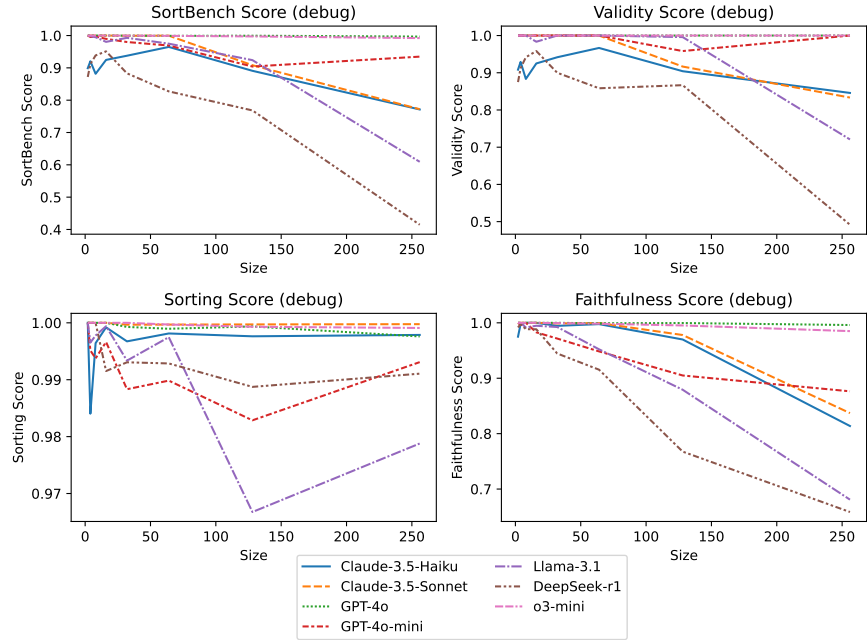 SortBench Score (debug)
1.0
0.9
0.8
0.7
0.6
0.5
0.4
SortBench Score
0
50
100
150
200
250
Size
Validity Score (debug)
1.0
0.9
0.8
0.7
0.6
0.5
Validity Score
0
50
100
150
200
250
Size
Sorting Score (debug)
1.00
0.99
0.98
0.97
Sorting Score
0
50
100
150
200
250
Size
Faithfulness Score (debug)
1.0
0.9
0.8
0.7
Faithfulness Score
0
50
100
150
200
250
Size
Claude-3.5-Haiku
Claude-3.5-Sonnet
GPT-4o
GPT-4o-mini
Llama-3.1
DeepSeek-r1
o3-mini